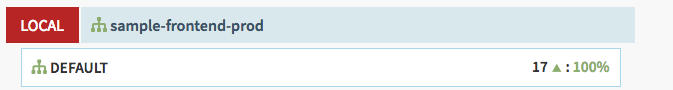 LOCAL sample-frontend-prod
DEFAULT 17 ▲ : 100%